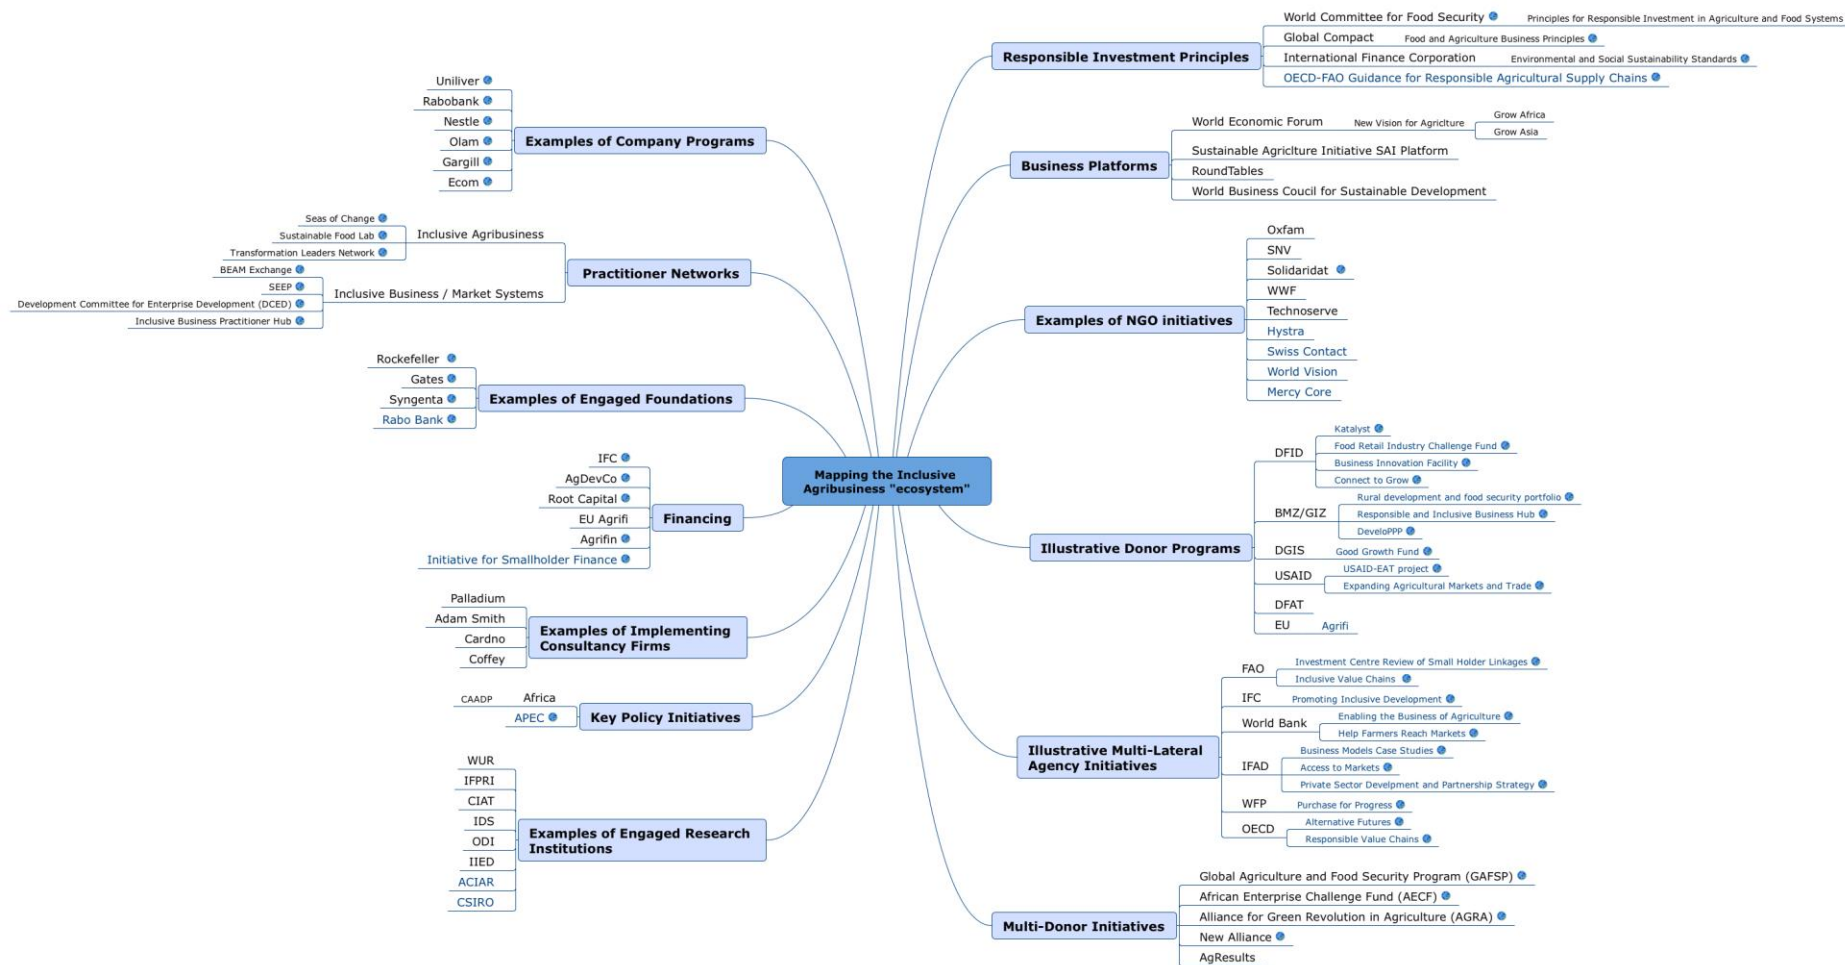 Mapping the Inclusive
Agribusiness "ecosystem"
Responsible Investment Principles
World Committee for Food Security
Principles for Responsible Investment in Agriculture and Food Systems
Global Compact
Food and Agriculture Business Principles
International Finance Corporation
Environmental and Social Sustainability Standards
OECD-FAO Guidance for Responsible Agricultural Supply Chains
Business Platforms
World Economic Forum
New Vision for Agriclture
Grow Africa
Grow Asia
Sustainable Agriclture Initiative SAI Platform
RoundTables
World Business Coucil for Sustainable Development
Examples of NGO initiatives
Oxfam
SNV
Solidaridat
WWF
Technoserve
Hystra
Swiss Contact
World Vision
Mercy Core
Illustrative Donor Programs
DFID
Katalyst
Food Retail Industry Challenge Fund
Business Innovation Facility
Connect to Grow
BMZ/GIZ
Rural development and food security portfolio
Responsible and Inclusive Business Hub
DeveloPPP
DGIS
Good Growth Fund
USAID
USAID-EAT project
Expanding Agricultural Markets and Trade
DFAT
EU
Agrifi
Illustrative Multi-Lateral
Agency Initiatives
FAO
Investment Centre Review of Small Holder Linkages
Inclusive Value Chains
IFC
Promoting Inclusive Development
World Bank
Enabling the Business of Agriculture
Help Farmers Reach Markets
IFAD
Business Models Case Studies
Access to Markets
Private Sector Develpment and Partnership Strategy
WFP
Purchase for Progress
OECD
Alternative Futures
Responsible Value Chains
Multi-Donor Initiatives
Global Agriculture and Food Security Program (GAFSP)
African Enterprise Challenge Fund (AECF)
Alliance for Green Revolution in Agriculture (AGRA)
New Alliance
AgResults
Examples of Company Programs
Uniliver
Rabobank
Nestle
Olam
Gargill
Ecom
Practitioner Networks
Inclusive Agribusiness
Seas of Change
Sustainable Food Lab
Transformation Leaders Network
Inclusive Business / Market Systems
BEAM Exchange
SEEP
Development Committee for Enterprise Development (DCED)
Inclusive Business Practitioner Hub
Examples of Engaged Foundations
Rockefeller
Gates
Syngenta
Rabo Bank
Financing
IFC
AgDevCo
Root Capital
EU Agrifi
Agrifin
Initiative for Smallholder Finance
Examples of Implementing
Consultancy Firms
Palladium
Adam Smith
Cardno
Coffey
Key Policy Initiatives
Africa
CAADP
APEC
Examples of Engaged Research
Institutions
WUR
IFPRI
CIAT
IDS
ODI
IIED
ACIAR
CSIRO